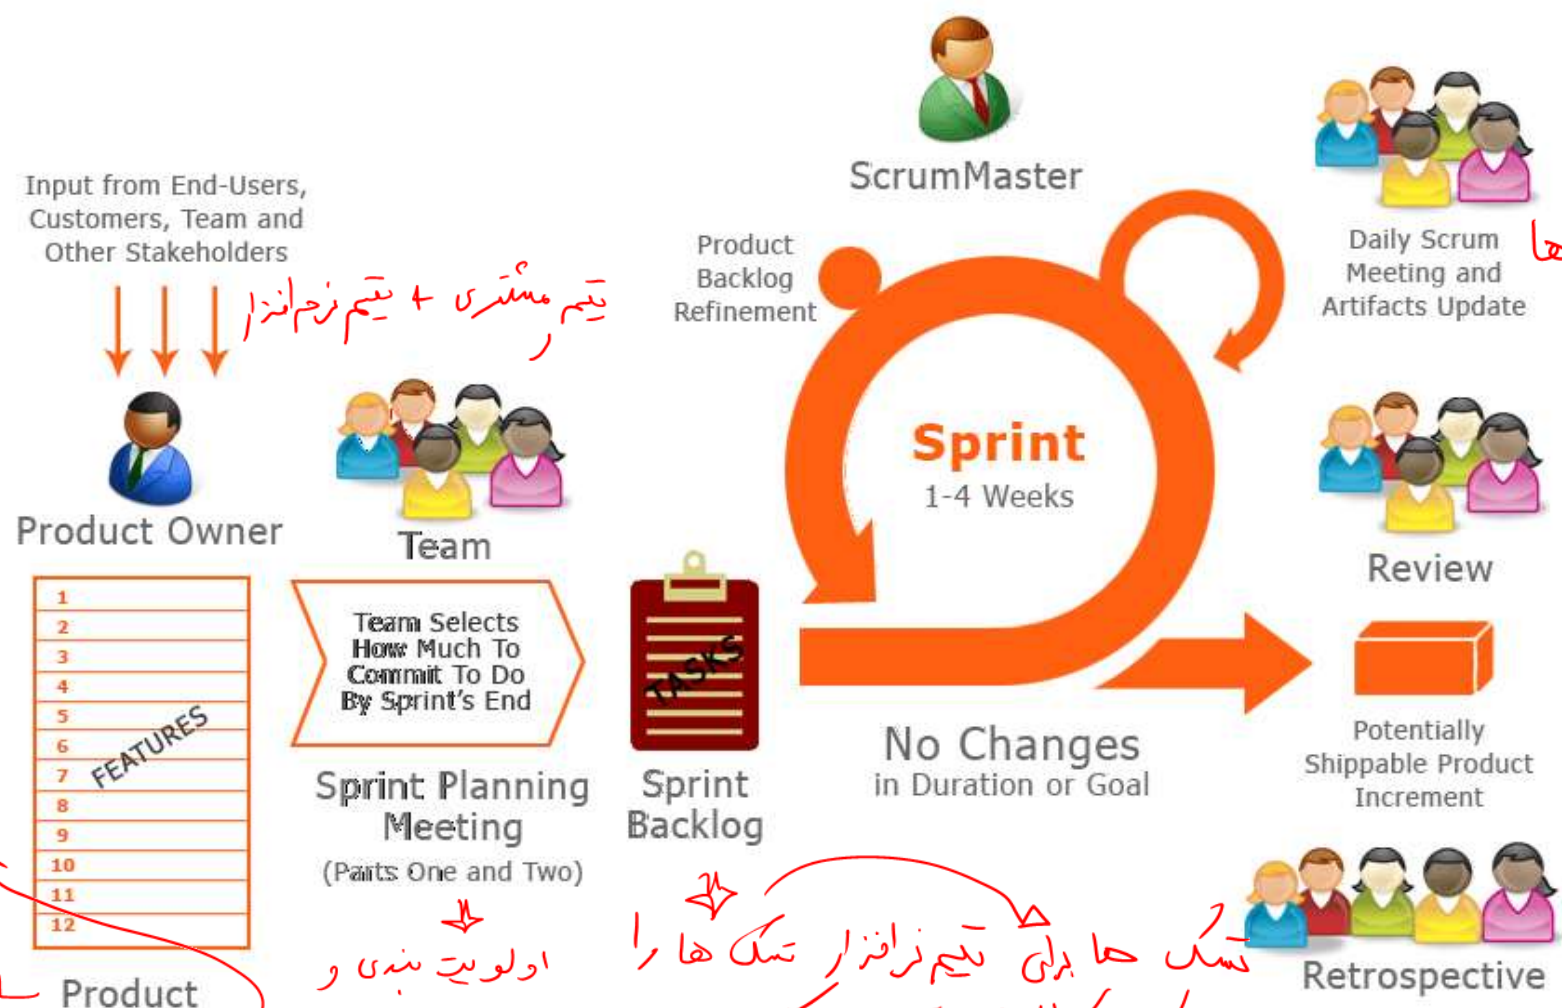 ScrumMaster
Input from End-Users,
Customers, Team and
Other Stakeholders
تیم مشتری + تیم نرم‌افزار
و
Product
Backlog
Refinement
Daily Scrum
Meeting and
Artifacts Update
ها
Product Owner
Team
Sprint
1-4 Weeks
Review
1
2
3
4
5
6
7
8
9
10
11
12
FEATURES
Team Selects
How Much To
Commit To Do
By Sprint's End
TASKS
Sprint Planning
Meeting
(Parts One and Two)
Sprint
Backlog
No Changes
in Duration or Goal
Potentially
Shippable Product
Increment
Retrospective
اولویت بندی و
تسک ها برای تیم نرم‌افزار تسک ها را
Product